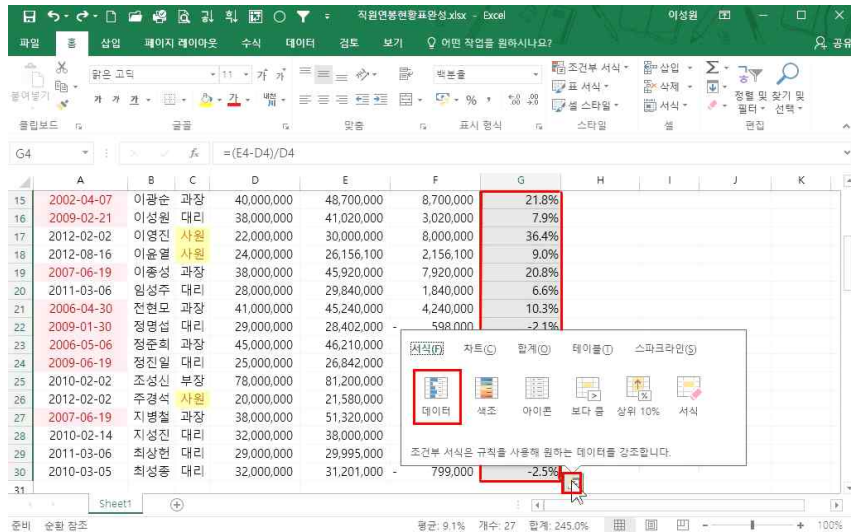 직원연봉현황표완성.xlsx - Excel 이성원
파일 홈 삽입 페이지 레이아웃 수식 데이터 검토 보기 어떤 작업을 원하시나요? 공유
붙여넣기 맑은 고딕 11 가 가 백분율 조건부 서식 표 서식 셀 스타일 삽입 삭제 서식 정렬 및 필터 찾기 및 선택
가 가 가 가 내천 %
클립보드 글꼴 맞춤 표시 형식 스타일 셀 편집
G4 fx =(E4-D4)/D4
A B C D E F G H I J K
15 2002-04-07 이광순 과장 40,000,000 48,700,000 8,700,000 21.8%
16 2009-02-21 이성원 대리 38,000,000 41,020,000 3,020,000 7.9%
17 2012-02-02 이영진 사원 22,000,000 30,000,000 8,000,000 36.4%
18 2012-08-16 이윤열 사원 24,000,000 26,156,100 2,156,100 9.0%
19 2007-06-19 이종성 과장 38,000,000 45,920,000 7,920,000 20.8%
20 2011-03-06 임성주 대리 28,000,000 29,840,000 1,840,000 6.6%
21 2006-04-30 전현모 과장 41,000,000 45,240,000 4,240,000 10.3%
22 2009-01-30 정명섭 대리 29,000,000 28,402,000 - 598,000 -2.1%
23 2006-05-06 정준희 과장 45,000,000 46,210,000
24 2009-06-19 정진일 대리 25,000,000 26,842,000
25 2010-02-02 조성신 부장 78,000,000 81,200,000
26 2012-02-02 주경석 사원 20,000,000 21,580,000
27 2007-06-19 지병철 과장 38,000,000 51,320,000
28 2010-02-14 지성진 대리 32,000,000 38,000,000
29 2011-03-06 최상헌 대리 29,000,000 29,995,000
30 2010-03-05 최성종 대리 32,000,000 31,201,000 - 799,000 -2.5%
31
서식(F) 차트(C) 합계(O) 테이블(T) 스파크라인(S)
데이터 색조 아이콘 보다 큼 상위 10% 서식
조건부 서식은 규칙을 사용해 원하는 데이터를 강조합니다.
Sheet1
준비 순환 참조 평균: 9.1% 개수: 27 합계: 245.0% 100%